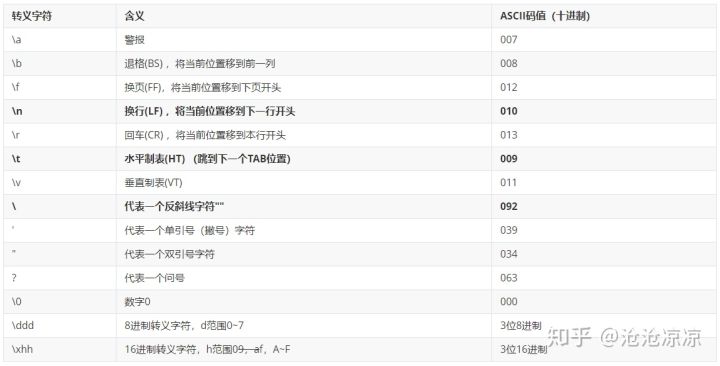 转义字符 含义 ASCII码值（十进制）
\a 警报 007
\b 退格(BS) ，将当前位置移到前一列 008
\f 换页(FF)，将当前位置移到下页开头 012
\n 换行(LF) ，将当前位置移到下一行开头 010
\r 回车(CR) ，将当前位置移到本行开头 013
\t 水平制表(HT) （跳到下一个TAB位置) 009
\v 垂直制表(VT) 011
\ 代表一个反斜线字符"" 092
' 代表一个单引号（撇号）字符 039
" 代表一个双引号字符 034
? 代表一个问号 063
\0 数字0 000
\ddd 8进制转义字符，d范围0~7 3位8进制
\xhh 16进制转义字符，h范围09，af，A~F 3位16进制
知乎 @沧沧凉凉